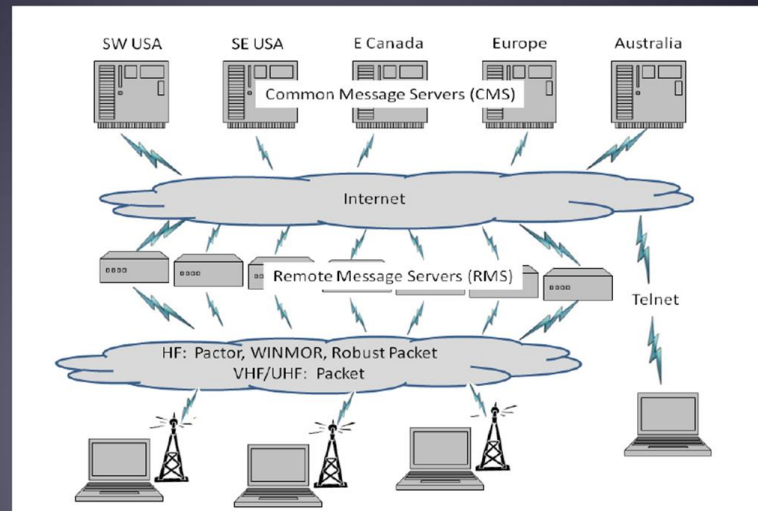 SW USA
SE USA
E Canada
Europe
Australia
Common Message Servers (CMS)
Internet
Remote Message Servers (RMS)
Telnet
HF: Pactor, WINMOR, Robust Packet
VHF/UHF: Packet